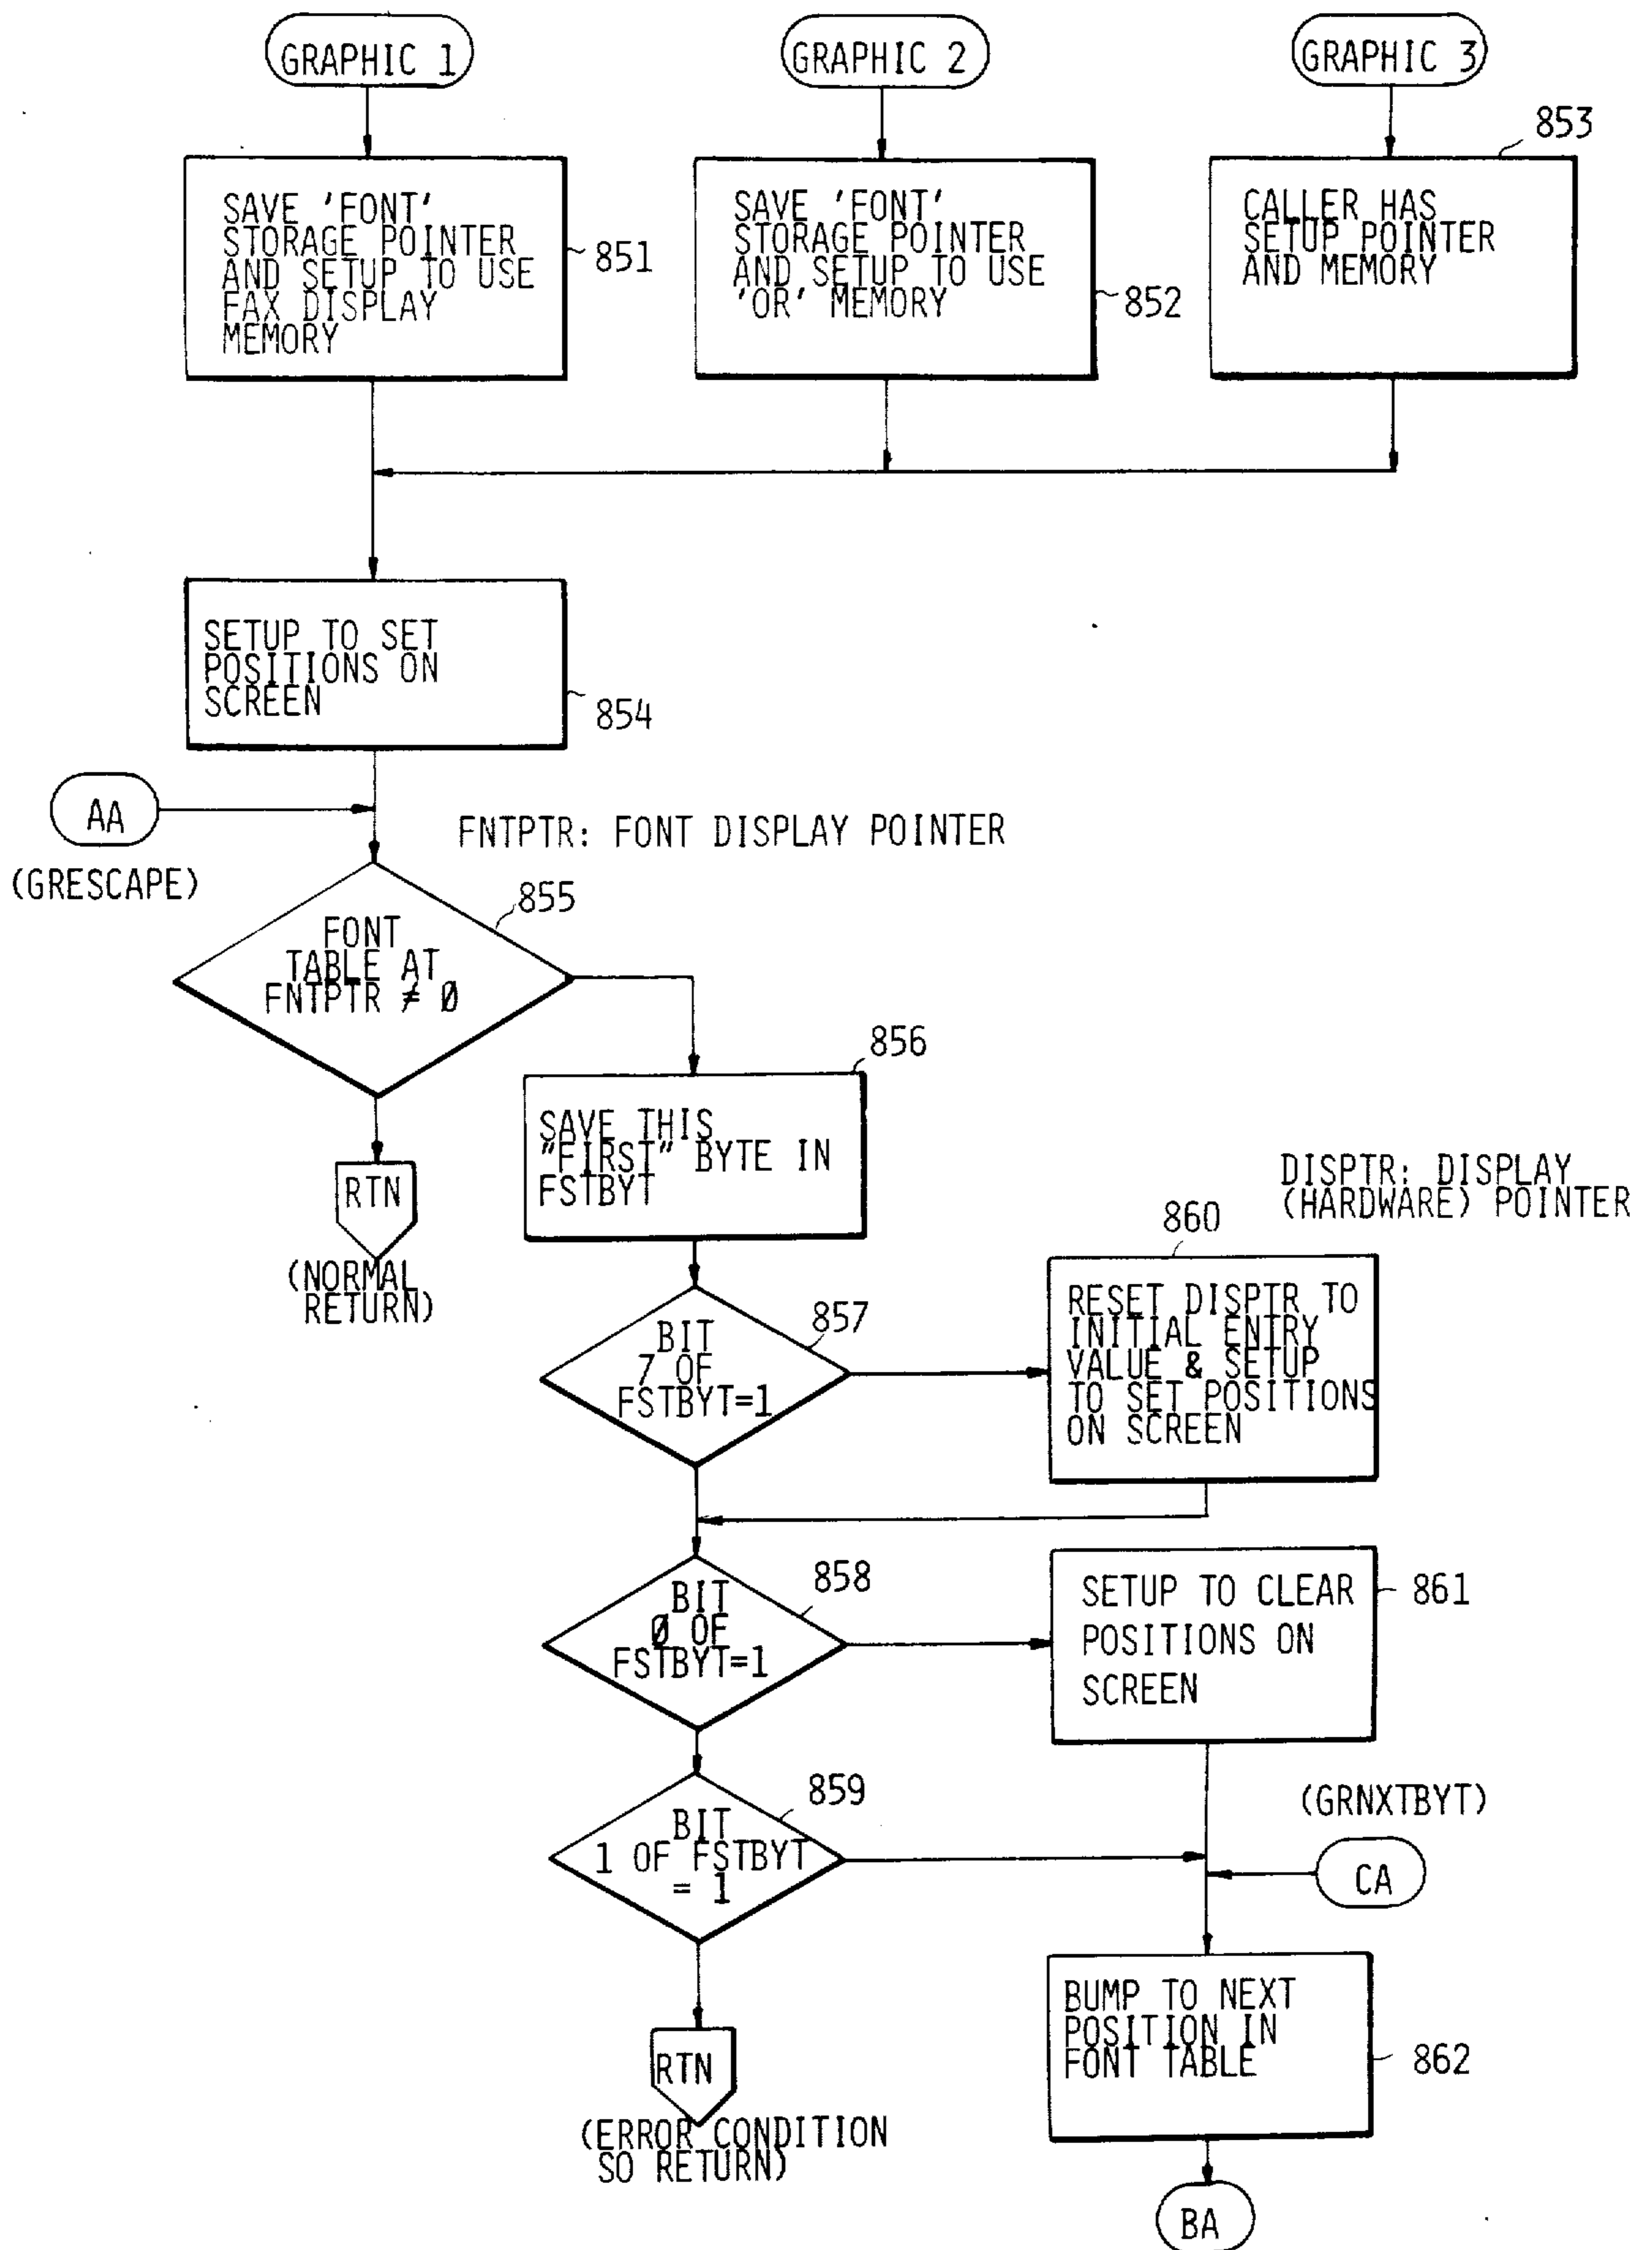 GRAPHIC 1
GRAPHIC 2
GRAPHIC 3
853
SAVE 'FONT'
STORAGE POINTER
AND SETUP TO USE
FAX DISPLAY
MEMORY
851
SAVE 'FONT'
STORAGE POINTER
AND SETUP TO USE
'OR' MEMORY
852
CALLER HAS
SETUP POINTER
AND MEMORY
SETUP TO SET
POSITIONS ON
SCREEN
854
AA
(GRESCAPE)
FNTPTR: FONT DISPLAY POINTER
855
FONT
TABLE AT
FNTPTR ≠ Ø
856
SAVE THIS
"FIRST" BYTE IN
FSTBYT
RTN
(NORMAL
RETURN)
DISPTR: DISPLAY
(HARDWARE) POINTER
860
857
BIT
7 OF
FSTBYT=1
RESET DISPTR TO
INITIAL ENTRY
VALUE & SETUP
TO SET POSITIONS
ON SCREEN
858
BIT
Ø OF
FSTBYT=1
SETUP TO CLEAR
POSITIONS ON
SCREEN
861
859
BIT
1 OF FSTBYT
= 1
(GRNXTBYT)
CA
RTN
(ERROR CONDITION
SO RETURN)
BUMP TO NEXT
POSITION IN
FONT TABLE
862
BA